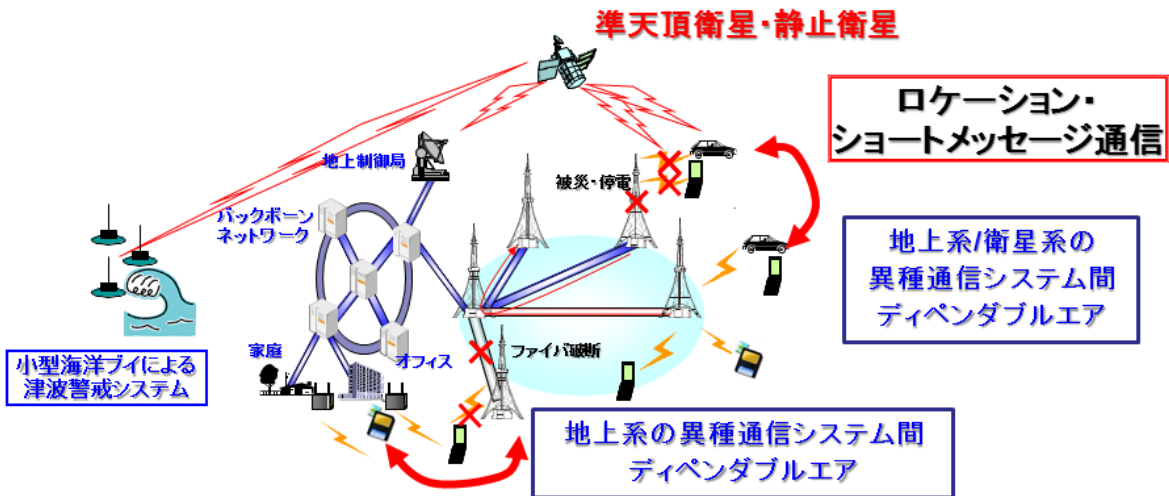 準天頂衛星・静止衛星
ロケーション・
ショートメッセージ通信
地上制御局
被災・停電
バックボーン
ネットワーク
地上系/衛星系の
異種通信システム間
ディペンダブルエア
小型海洋ブイによる
津波警戒システム
家庭
オフィス
ファイバ破断
地上系の異種通信システム間
ディペンダブルエア